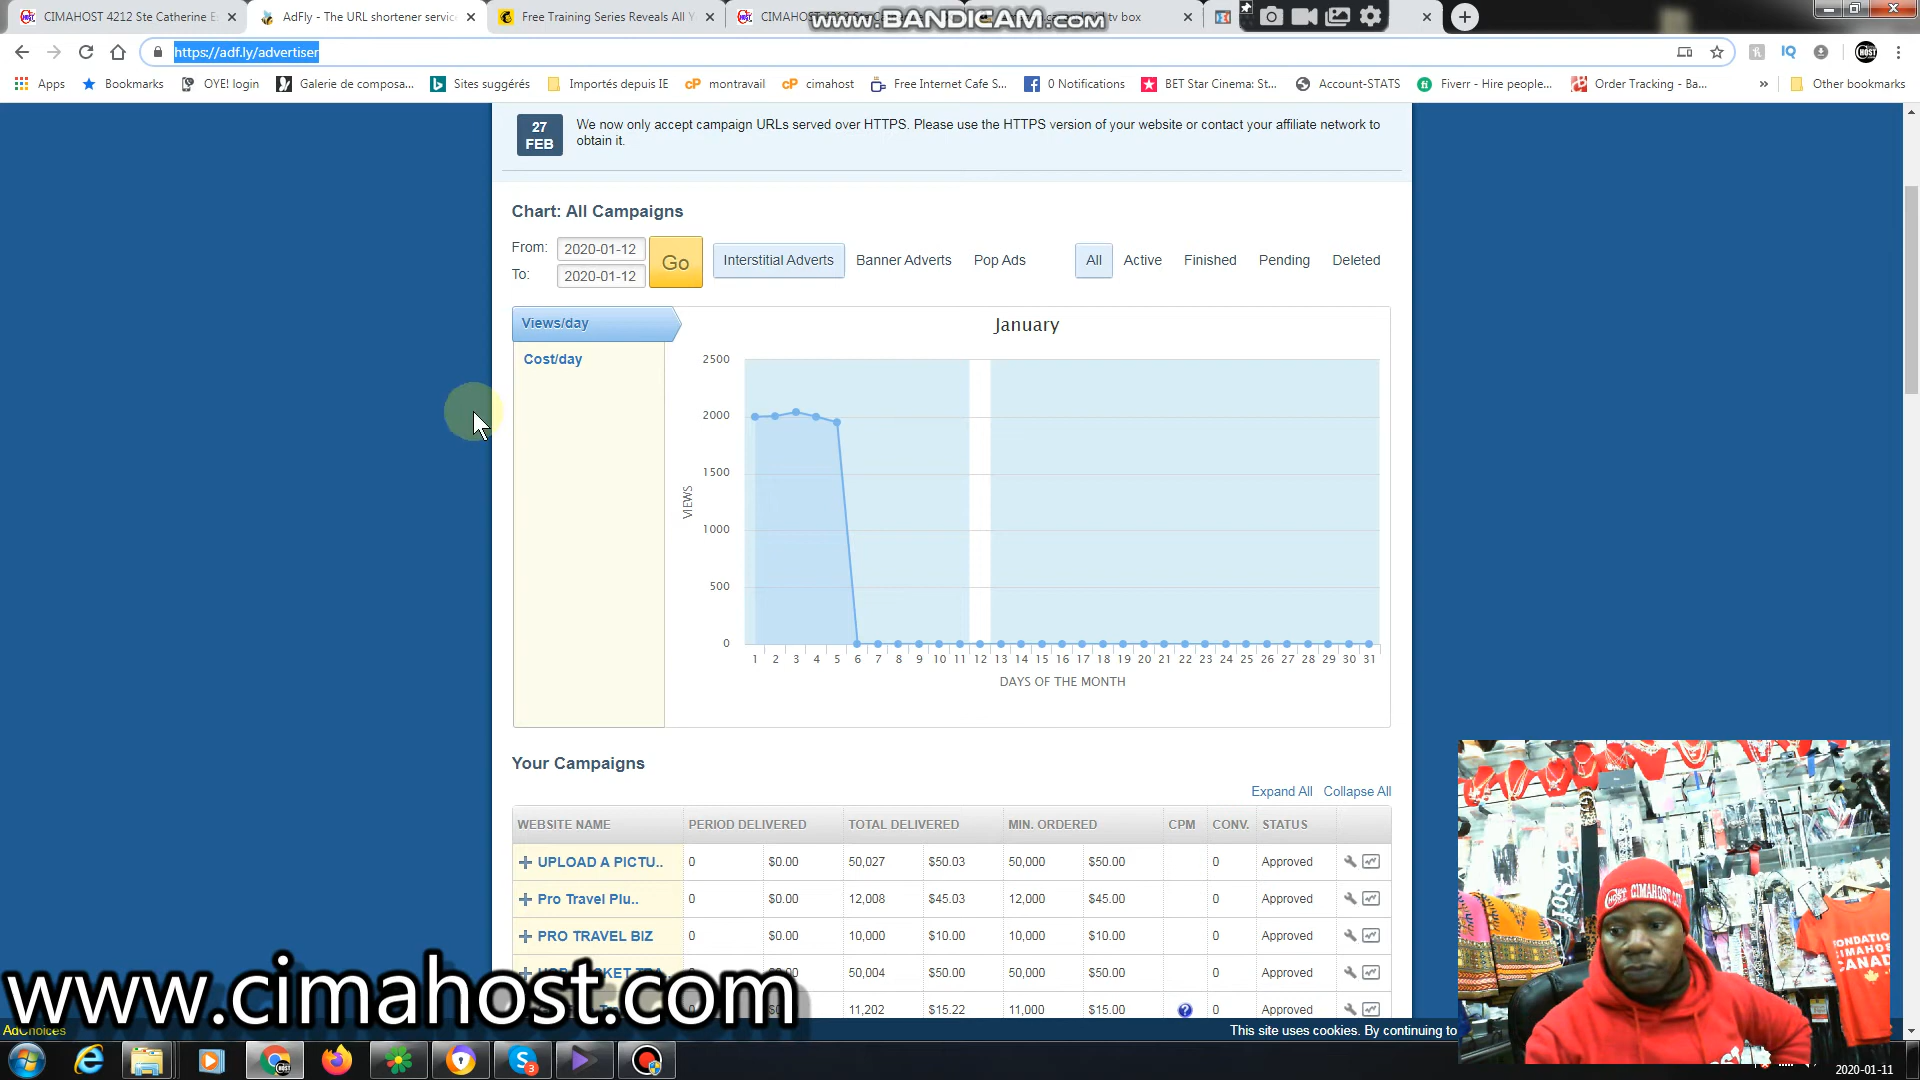 CIMAHOST 4212 Ste Catherine E
AdFly - The URL shortener servic
Free Training Series Reveals All Y
CIMAHOST 4212 Ste C
tv box
www.BANDICAM.com
https://adf.ly/advertiser
Apps
Bookmarks
OYE! login
Galerie de composa...
Sites suggérés
Importés depuis IE
montravail
cimahost
Free Internet Cafe S...
0 Notifications
BET Star Cinema: St...
Account-STATS
Fiverr - Hire people...
Order Tracking - Ba...
»
Other bookmarks
27
FEB
We now only accept campaign URLs served over HTTPS. Please use the HTTPS version of your website or contact your affiliate network to
obtain it.
Chart: All Campaigns
From: 2020-01-12
To: 2020-01-12
Go
Interstitial Adverts Banner Adverts Pop Ads
All Active Finished Pending Deleted
Views/day
Cost/day
January
2500
2000
1500
1000
500
0
VIEWS
1 2 3 4 5 6 7 8 9 10 11 12 13 14 15 16 17 18 19 20 21 22 23 24 25 26 27 28 29 30 31
DAYS OF THE MONTH
Your Campaigns
Expand All Collapse All
WEBSITE NAME PERIOD DELIVERED TOTAL DELIVERED MIN. ORDERED CPM CONV. STATUS
UPLOAD A PICTU.. 0 $0.00 50,027 $50.03 50,000 $50.00 0 Approved
Pro Travel Plu.. 0 $0.00 12,008 $45.03 12,000 $45.00 0 Approved
PRO TRAVEL BIZ 0 $0.00 10,000 $10.00 10,000 $10.00 0 Approved
50,004 $50.00 50,000 $50.00 0 Approved
11,202 $15.22 11,000 $15.00 ? 0 Approved
www.cimahost.com
AdChoices
This site uses cookies. By continuing to
HOST CIMAHOST.COM
FONDATION
CIMAHOST
CANADA
2020-01-11